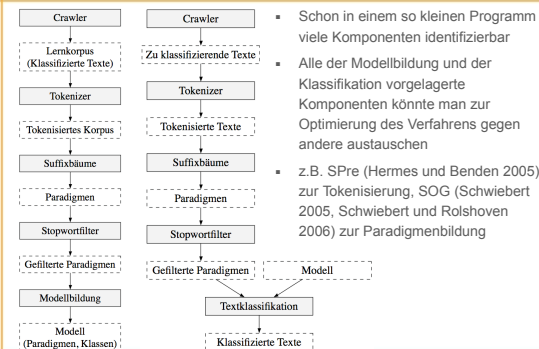 Crawler
Lernkorpus
(Klassifizierte Texte)
Tokenizer
Tokenisiertes Korpus
Suffixbäume
Paradigmen
Stopwortfilter
Gefilterte Paradigmen
Modellbildung
Modell
(Paradigmen, Klassen)
Crawler
Zu klassifizierende Texte
Tokenizer
Tokenisierte Texte
Suffixbäume
Paradigmen
Stopwortfilter
Gefilterte Paradigmen
Modell
Textklassifikation
Klassifizierte Texte
▪ Schon in einem so kleinen Programm
viele Komponenten identifizierbar
▪ Alle der Modellbildung und der
Klassifikation vorgelagerte
Komponenten könnte man zur
Optimierung des Verfahrens gegen
andere austauschen
▪ z.B. SPre (Hermes und Benden 2005)
zur Tokenisierung, SOG (Schwiebert
2005, Schwiebert und Rolshoven
2006) zur Paradigmenbildung